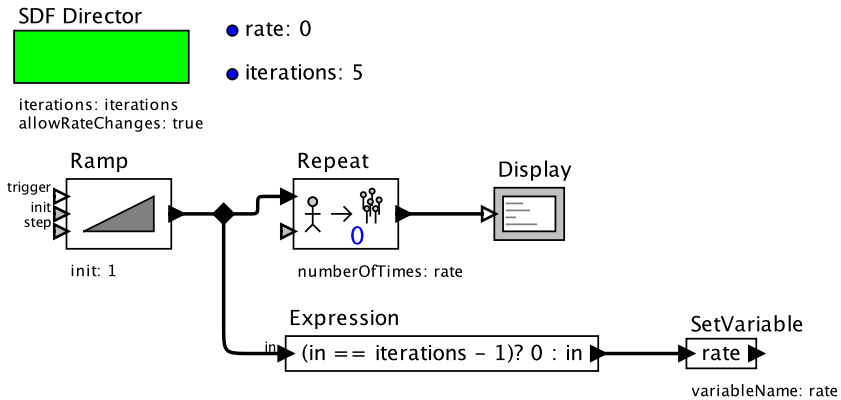 SDF Director
rate: 0
iterations: 5
iterations: iterations
allowRateChanges: true
Ramp
trigger
init
step
init: 1
Repeat
0
numberOfTimes: rate
Display
Expression
in
(in == iterations - 1)? 0 : in
SetVariable
rate
variableName: rate